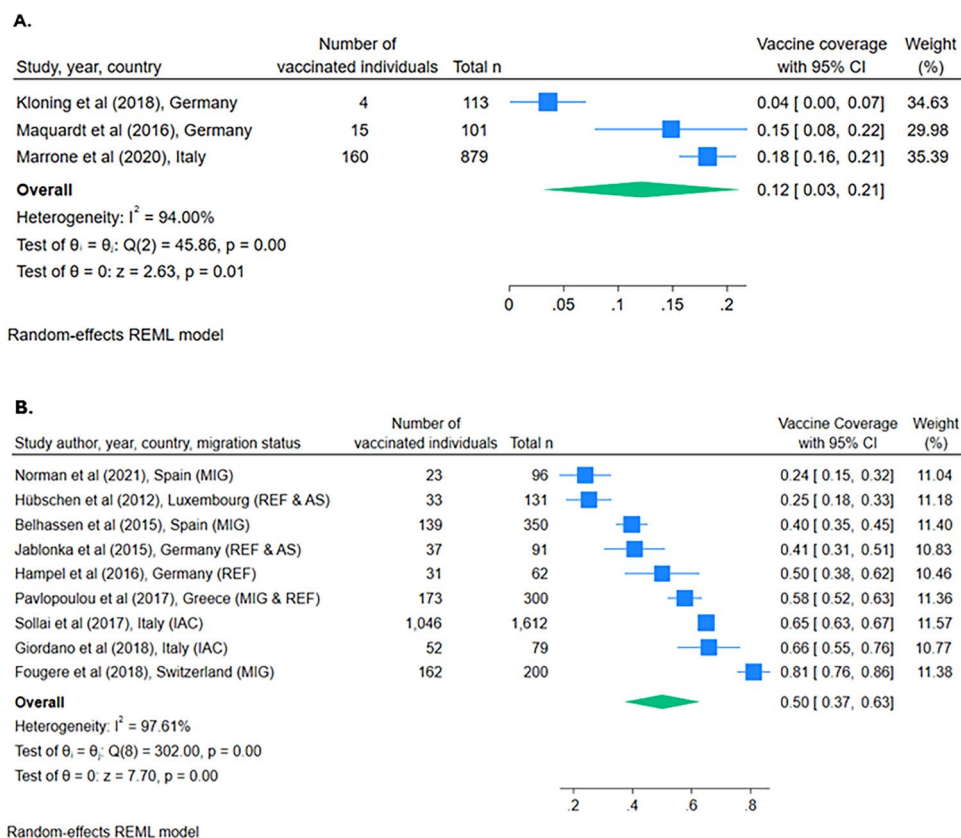 A.
Number of
Vaccine coverage Weight
Study, year, country vaccinated individuals Total n with 95% CI (%)
Kloning et al (2018), Germany 4 113 0.04 [ 0.00, 0.07] 34.63
Maquardt et al (2016), Germany 15 101 0.15 [ 0.08, 0.22] 29.98
Marrone et al (2020), Italy 160 879 0.18 [ 0.16, 0.21] 35.39
Overall 0.12 [ 0.03, 0.21]
Heterogeneity: I² = 94.00%
Test of θᵢ = θⱼ: Q(2) = 45.86, p = 0.00
Test of θ = 0: z = 2.63, p = 0.01
0 .05 .1 .15 .2
Random-effects REML model
B.
Number of Vaccine Coverage Weight
Study author, year, country, migration status vaccinated individuals Total n with 95% CI (%)
Norman et al (2021), Spain (MIG) 23 96 0.24 [ 0.15, 0.32] 11.04
Hübschen et al (2012), Luxembourg (REF & AS) 33 131 0.25 [ 0.18, 0.33] 11.18
Belhassen et al (2015), Spain (MIG) 139 350 0.40 [ 0.35, 0.45] 11.40
Jablonka et al (2015), Germany (REF & AS) 37 91 0.41 [ 0.31, 0.51] 10.83
Hampel et al (2016), Germany (REF) 31 62 0.50 [ 0.38, 0.62] 10.46
Pavlopoulou et al (2017), Greece (MIG & REF) 173 300 0.58 [ 0.52, 0.63] 11.36
Sollai et al (2017), Italy (IAC) 1,046 1,612 0.65 [ 0.63, 0.67] 11.57
Giordano et al (2018), Italy (IAC) 52 79 0.66 [ 0.55, 0.76] 10.77
Fougere et al (2018), Switzerland (MIG) 162 200 0.81 [ 0.76, 0.86] 11.38
Overall 0.50 [ 0.37, 0.63]
Heterogeneity: I² = 97.61%
Test of θᵢ = θⱼ: Q(8) = 302.00, p = 0.00
Test of θ = 0: z = 7.70, p = 0.00
.2 .4 .6 .8
Random-effects REML model